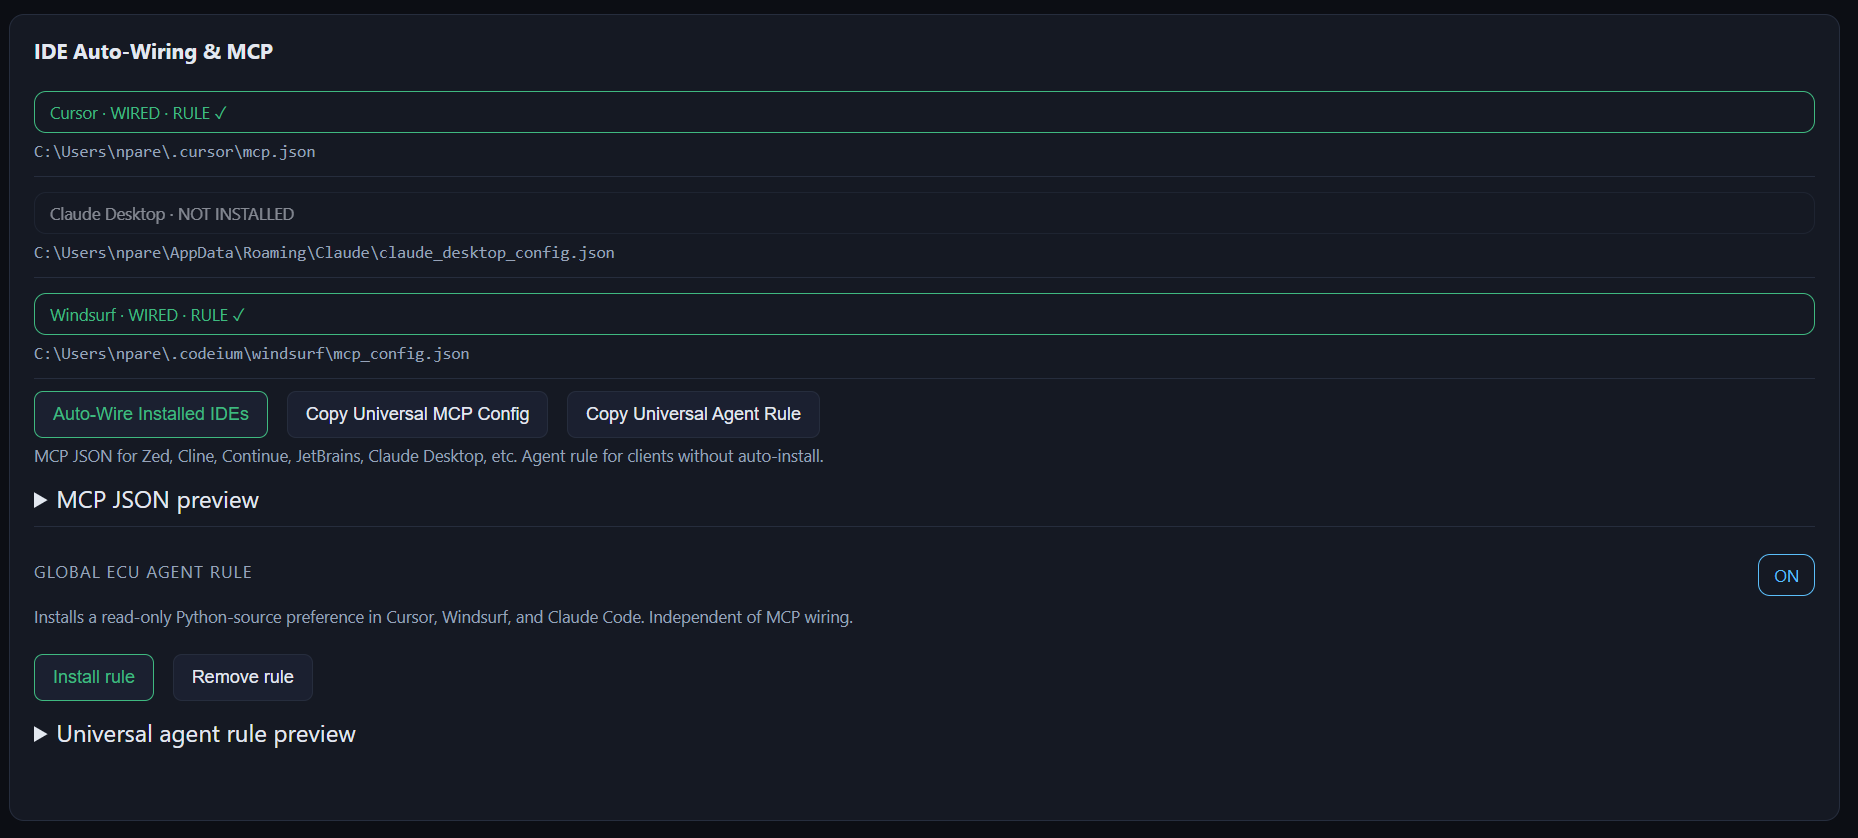 IDE Auto-Wiring & MCP
Cursor · WIRED · RULE ✓
C:\Users\npare\.cursor\mcp.json
Claude Desktop · NOT INSTALLED
C:\Users\npare\AppData\Roaming\Claude\claude_desktop_config.json
Windsurf · WIRED · RULE ✓
C:\Users\npare\.codeium\windsurf\mcp_config.json
Auto-Wire Installed IDEs Copy Universal MCP Config Copy Universal Agent Rule
MCP JSON for Zed, Cline, Continue, JetBrains, Claude Desktop, etc. Agent rule for clients without auto-install.
▶ MCP JSON preview
GLOBAL ECU AGENT RULE ON
Installs a read-only Python-source preference in Cursor, Windsurf, and Claude Code. Independent of MCP wiring.
Install rule Remove rule
▶ Universal agent rule preview